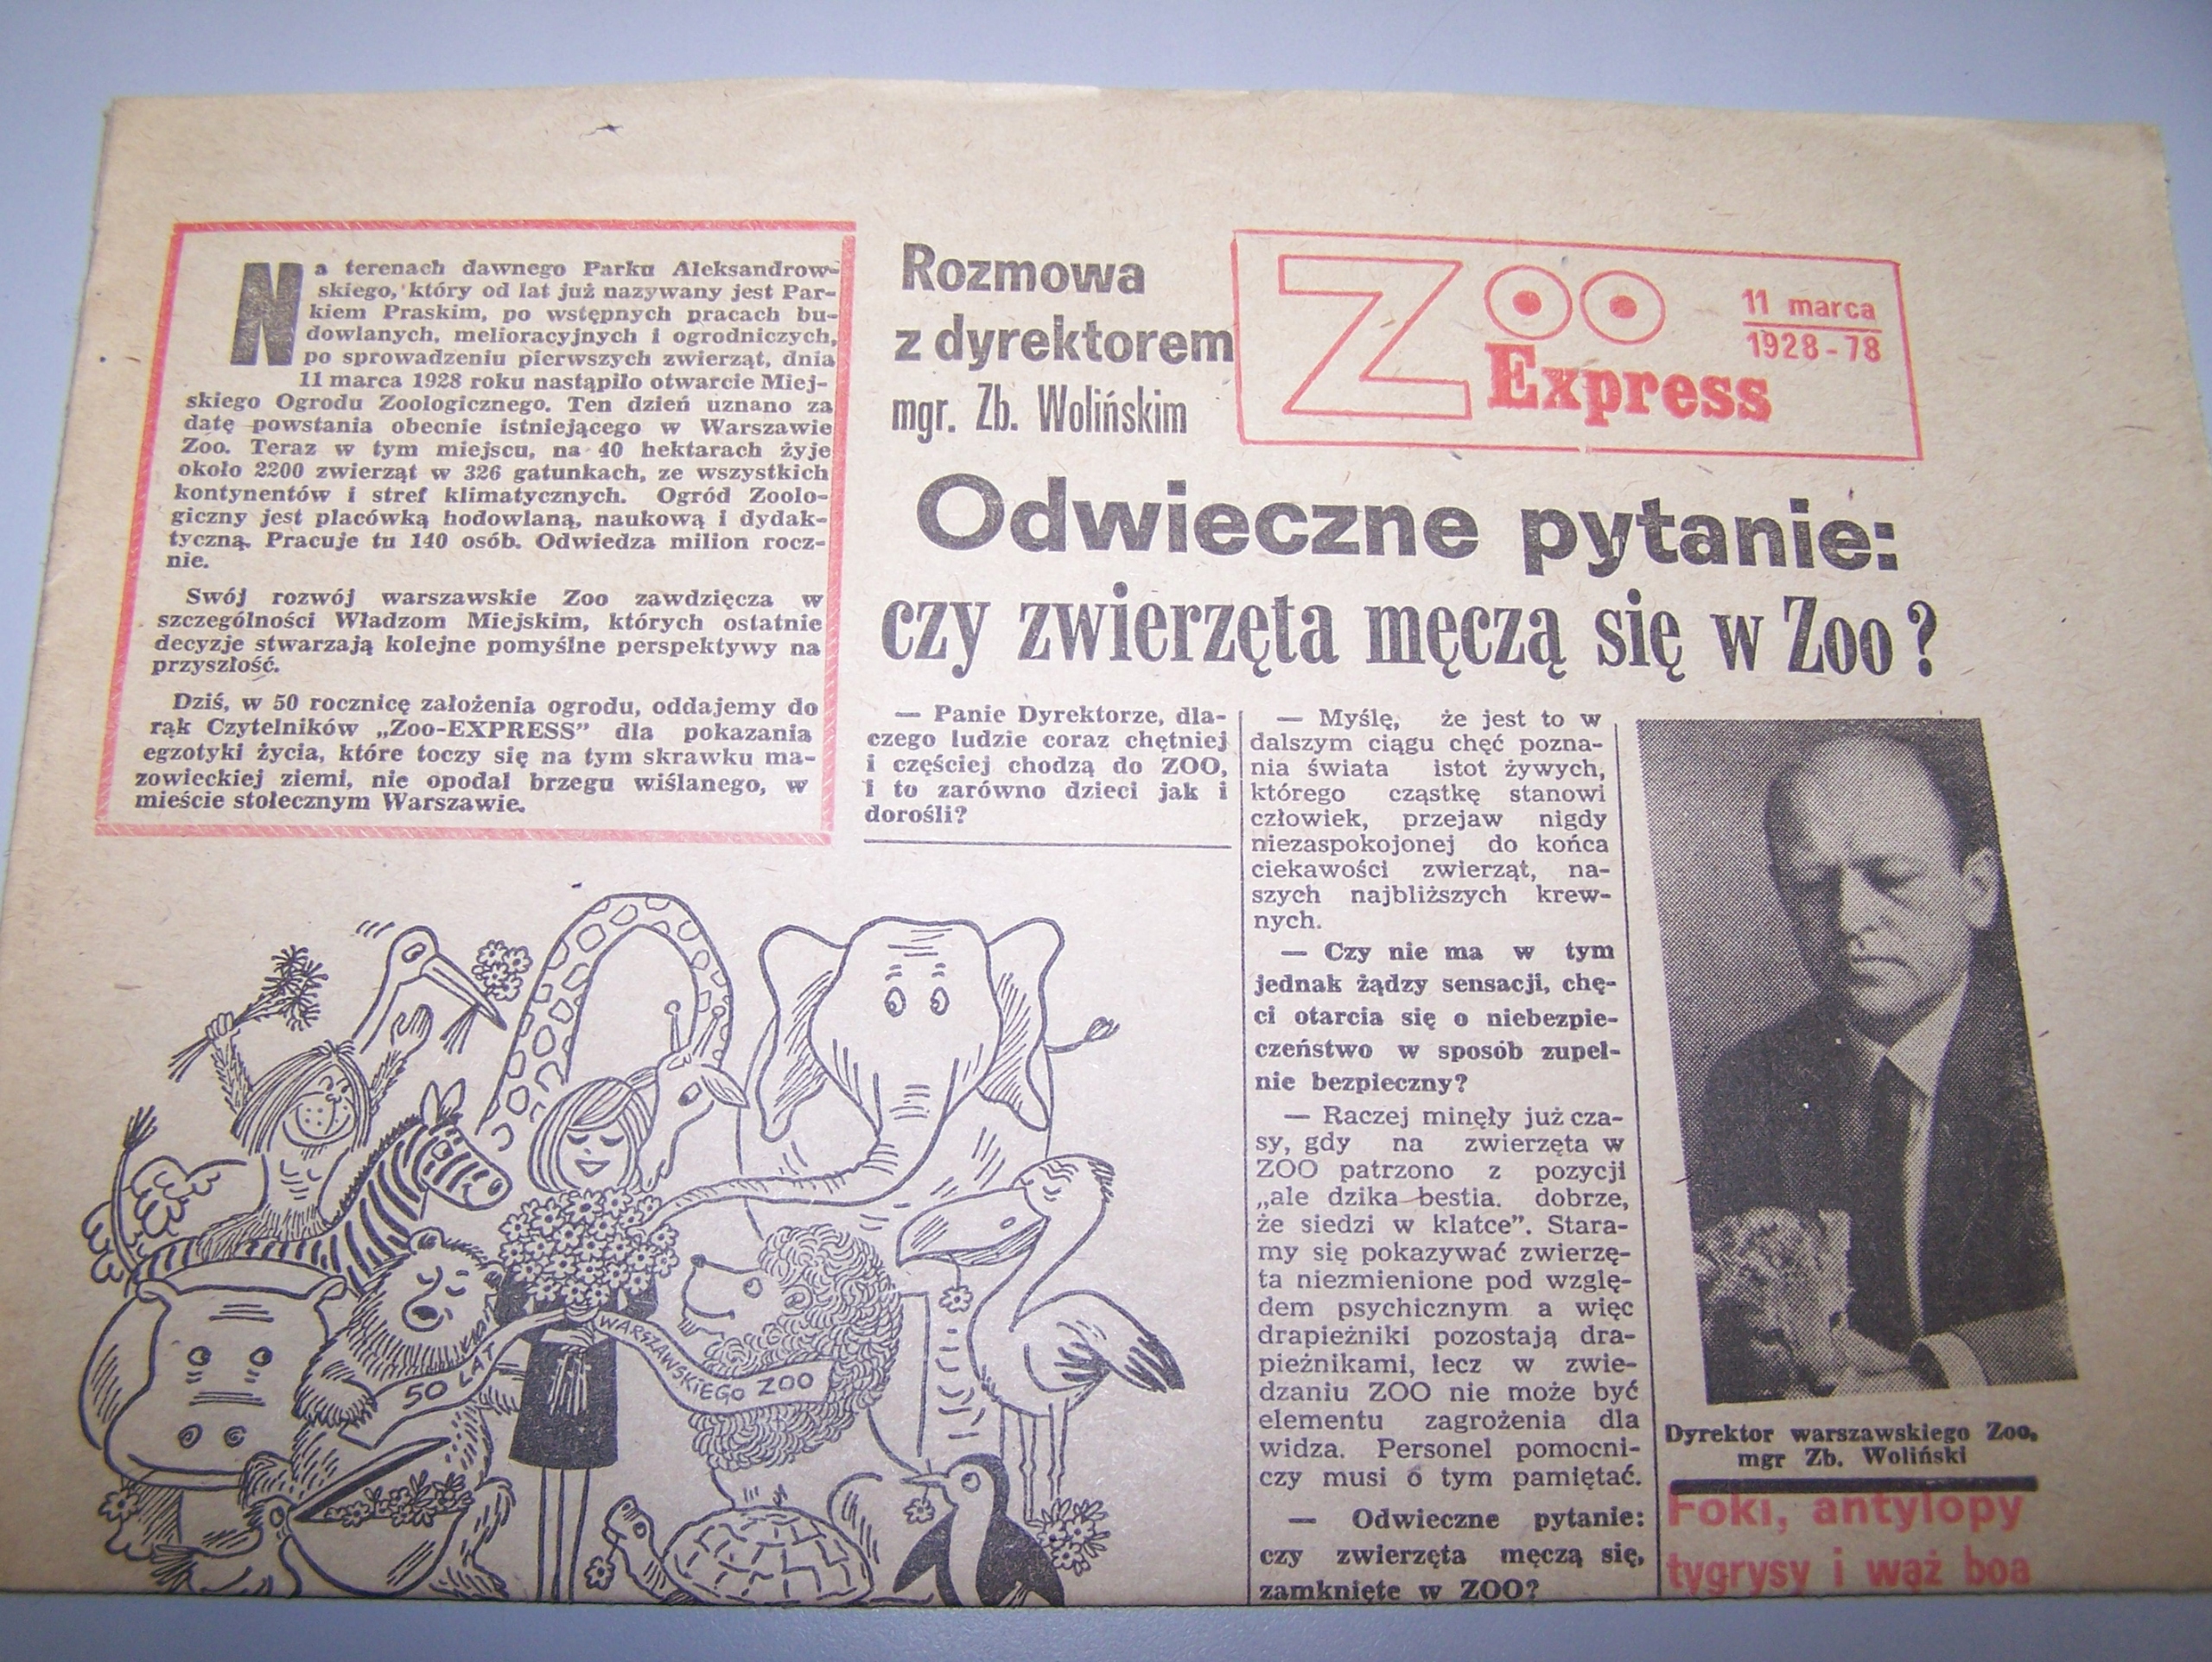 Na terenach dawnego Parku Aleksandrow-
skiego, który od lat już nazywany jest Par-
kiem Praskim, po wstępnych pracach bu-
dowlanych, melioracyjnych i ogrodniczych,
po sprowadzeniu pierwszych zwierząt, dnia
11 marca 1928 roku nastąpiło otwarcie Miej-
skiego Ogrodu Zoologicznego. Ten dzień uznano za
datę powstania obecnie istniejącego w Warszawie
Zoo. Teraz w tym miejscu, na 40 hektarach żyje
około 2200 zwierząt w 326 gatunkach, ze wszystkich
kontynentów i stref klimatycznych. Ogród Zoolo-
giczny jest placówką hodowlaną, naukową i dydak-
tyczną. Pracuje tu 140 osób. Odwiedza milion rocz-
nie.
Swój rozwój warszawskie Zoo zawdzięcza w
szczególności Władzom Miejskim, których ostatnie
decyzje stwarzają kolejne pomyślne perspektywy na
przyszłość.
Dziś, w 50 rocznicę założenia ogrodu, oddajemy do
rąk Czytelników „Zoo-EXPRESS” dla pokazania
egzotyki życia, które toczy się na tym skrawku ma-
zowieckiej ziemi, nie opodal brzegu wiślanego, w
mieście stołecznym Warszawie.
Rozmowa
z dyrektorem
mgr. Zb. Wolińskim
Zoo
Express
11 marca
1928-78
Odwieczne pytanie:
czy zwierzęta męczą się w Zoo?
— Panie Dyrektorze, dla-
czego ludzie coraz chętniej
i częściej chodzą do ZOO,
i to zarówno dzieci jak i
dorośli?
— Myślę, że jest to w
dalszym ciągu chęć pozna-
nia świata istot żywych,
którego cząstkę stanowi
człowiek, przejaw nigdy
niezaspokojonej do końca
ciekawości zwierząt, na-
szych najbliższych krew-
nych.
— Czy nie ma w tym
jednak żądzy sensacji, chę-
ci otarcia się o niebezpie-
czeństwo w sposób zupeł-
nie bezpieczny?
— Raczej minęły już cza-
sy, gdy na zwierzęta w
ZOO patrzono z pozycji
„ale dzika bestia. dobrze,
że siedzi w klatce”. Stara-
my się pokazywać zwierzę-
ta niezmienione pod wzglę-
dem psychicznym a więc
drapieżniki pozostają dra-
pieżnikami, lecz w zwie-
dzaniu ZOO nie może być
elementu zagrożenia dla
widza. Personel pomocni-
czy musi o tym pamiętać.
— Odwieczne pytanie:
czy zwierzęta męczą się,
zamknięte w ZOO?
Dyrektor warszawskiego Zoo,
mgr Zb. Woliński
Foki, antylopy
tygrysy i wąż boa
50 LAT WARSZAWSKIEGO ZOO